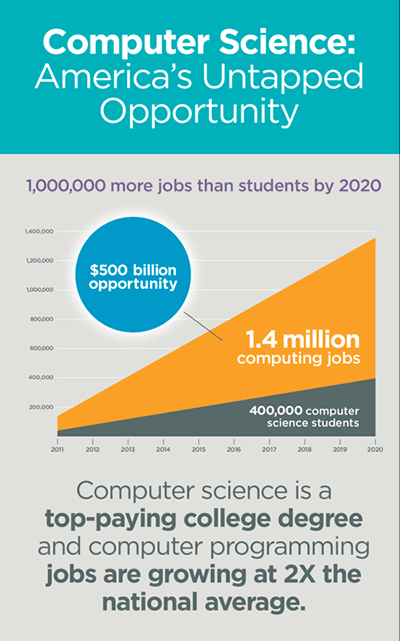 Computer Science:
America's Untapped
Opportunity
1,000,000 more jobs than students by 2020
1,400,000
1,200,000
1,000,000
800,000
600,000
400,000
200,000
$500 billion
opportunity
1.4 million
computing jobs
400,000 computer
science students
2011 2012 2013 2014 2015 2016 2017 2018 2019 2020
Computer science is a
top-paying college degree
and computer programming
jobs are growing at 2X the
national average.